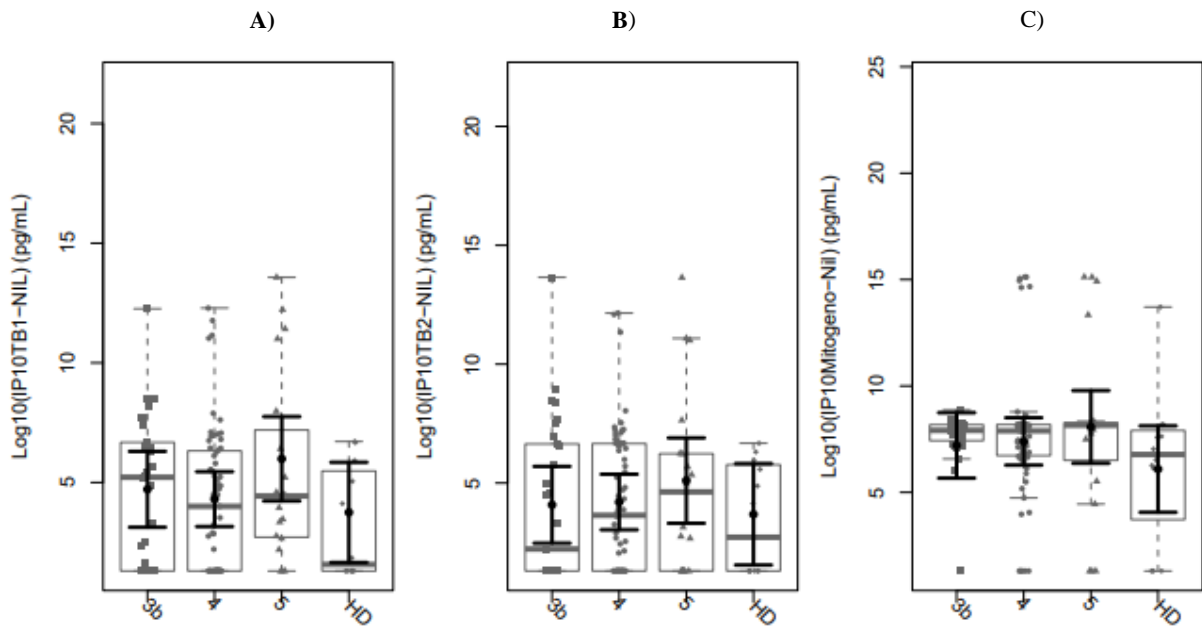 A)
B)
C)
Log10(IP10TB1−NIL) (pg/mL)
20
15
10
5
3b
4
5
HD
Log10(IP10TB2−NIL) (pg/mL)
20
15
10
5
3b
4
5
HD
Log10(IP10Mitogeno−Nil) (pg/mL)
25
20
15
10
5
3b
4
5
HD